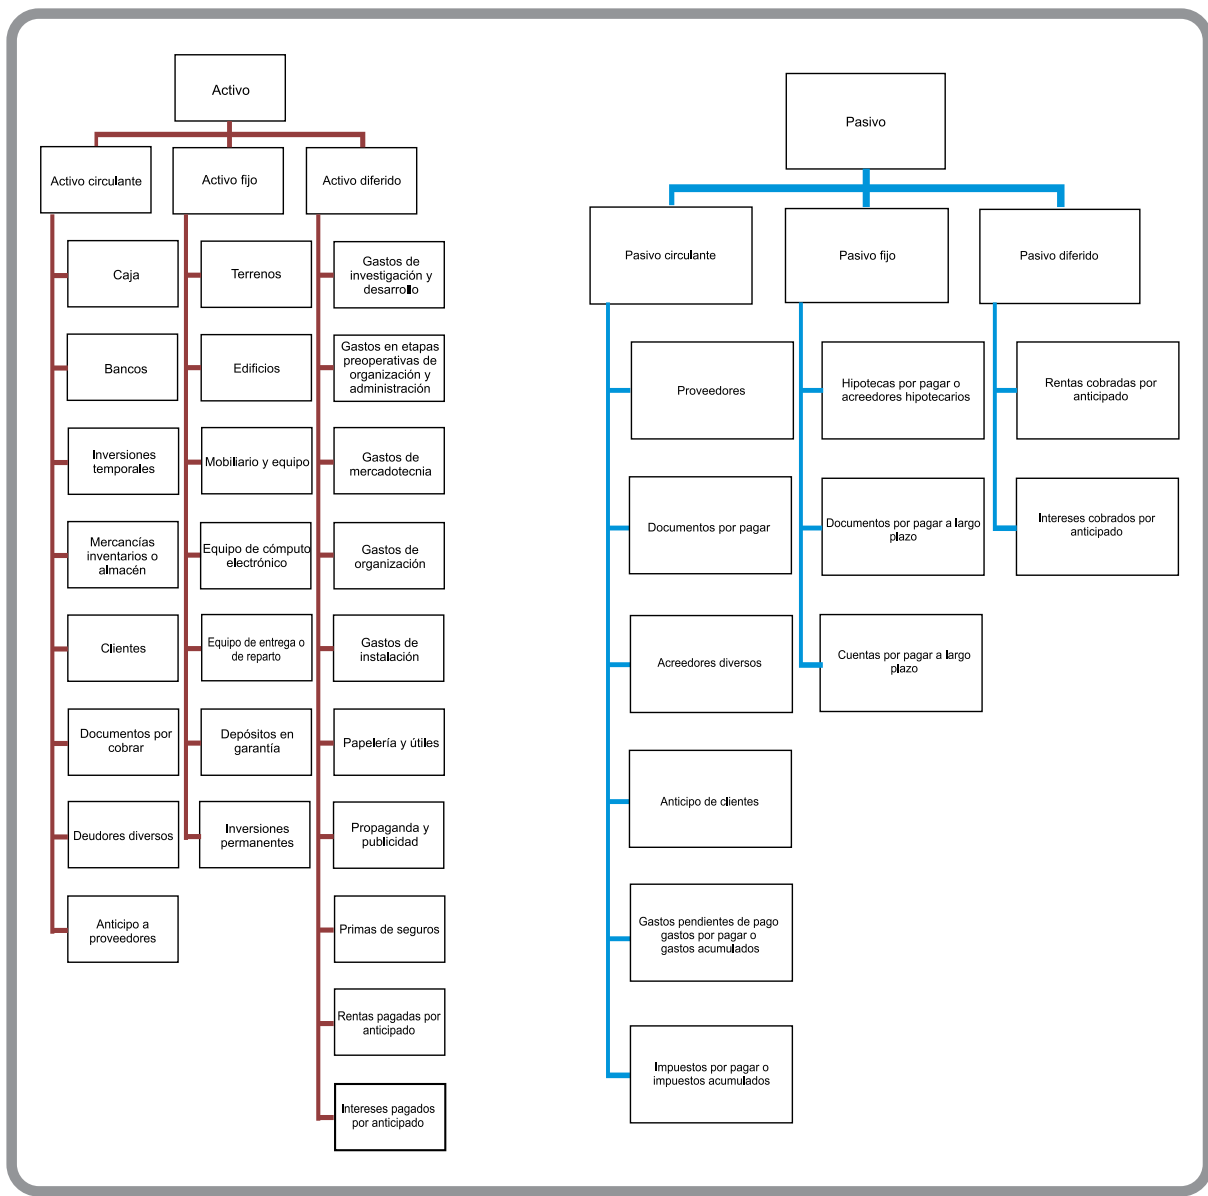 Activo
Activo circulante
Activo fijo
Activo diferido
Caja
Bancos
Inversiones
temporales
Mercancías
inventarios o
almacén
Clientes
Documentos por
cobrar
Deudores diversos
Anticipo a
proveedores
Terrenos
Edificios
Mobiliario y equipo
Equipo de cómputo
electrónico
Equipo de entrega o
de reparto
Depósitos en
garantía
Inversiones
permanentes
Gastos de
investigación y
desarrollo
Gastos en etapas
preoperativas de
organización y
administración
Gastos de
mercadotecnia
Gastos de
organización
Gastos de
instalación
Papelería y útiles
Propaganda y
publicidad
Primas de seguros
Rentas pagadas por
anticipado
Intereses pagados
por anticipado
Pasivo
Pasivo circulante
Pasivo fijo
Pasivo diferido
Proveedores
Documentos por pagar
Acreedores diversos
Anticipo de clientes
Gastos pendientes de pago
gastos por pagar o
gastos acumulados
Impuestos por pagar o
impuestos acumulados
Hipotecas por pagar o
acreedores hipotecarios
Documentos por pagar a largo
plazo
Cuentas por pagar a largo
plazo
Rentas cobradas por
anticipado
Intereses cobrados por
anticipado